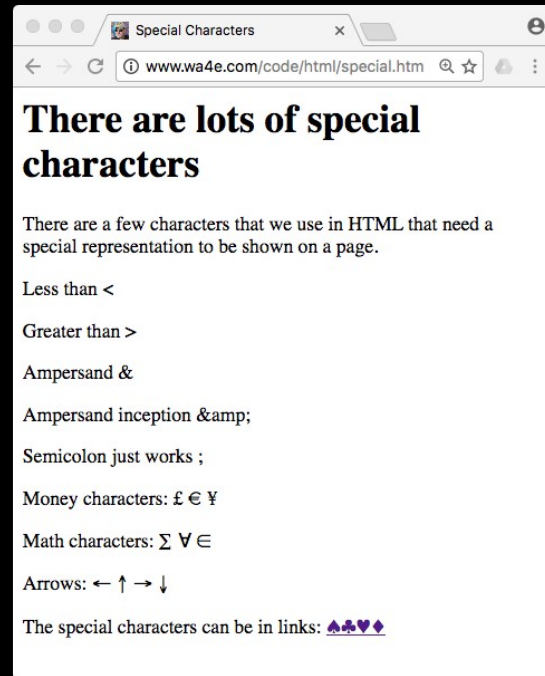 Special Characters
www.wa4e.com/code/html/special.htm
There are lots of special
characters
There are a few characters that we use in HTML that need a
special representation to be shown on a page.
Less than <
Greater than >
Ampersand &
Ampersand inception &amp;
Semicolon just works ;
Money characters: £ € ¥
Math characters: ∑ ∀ ∈
Arrows: ← ↑ → ↓
The special characters can be in links: ♠♣♥♦